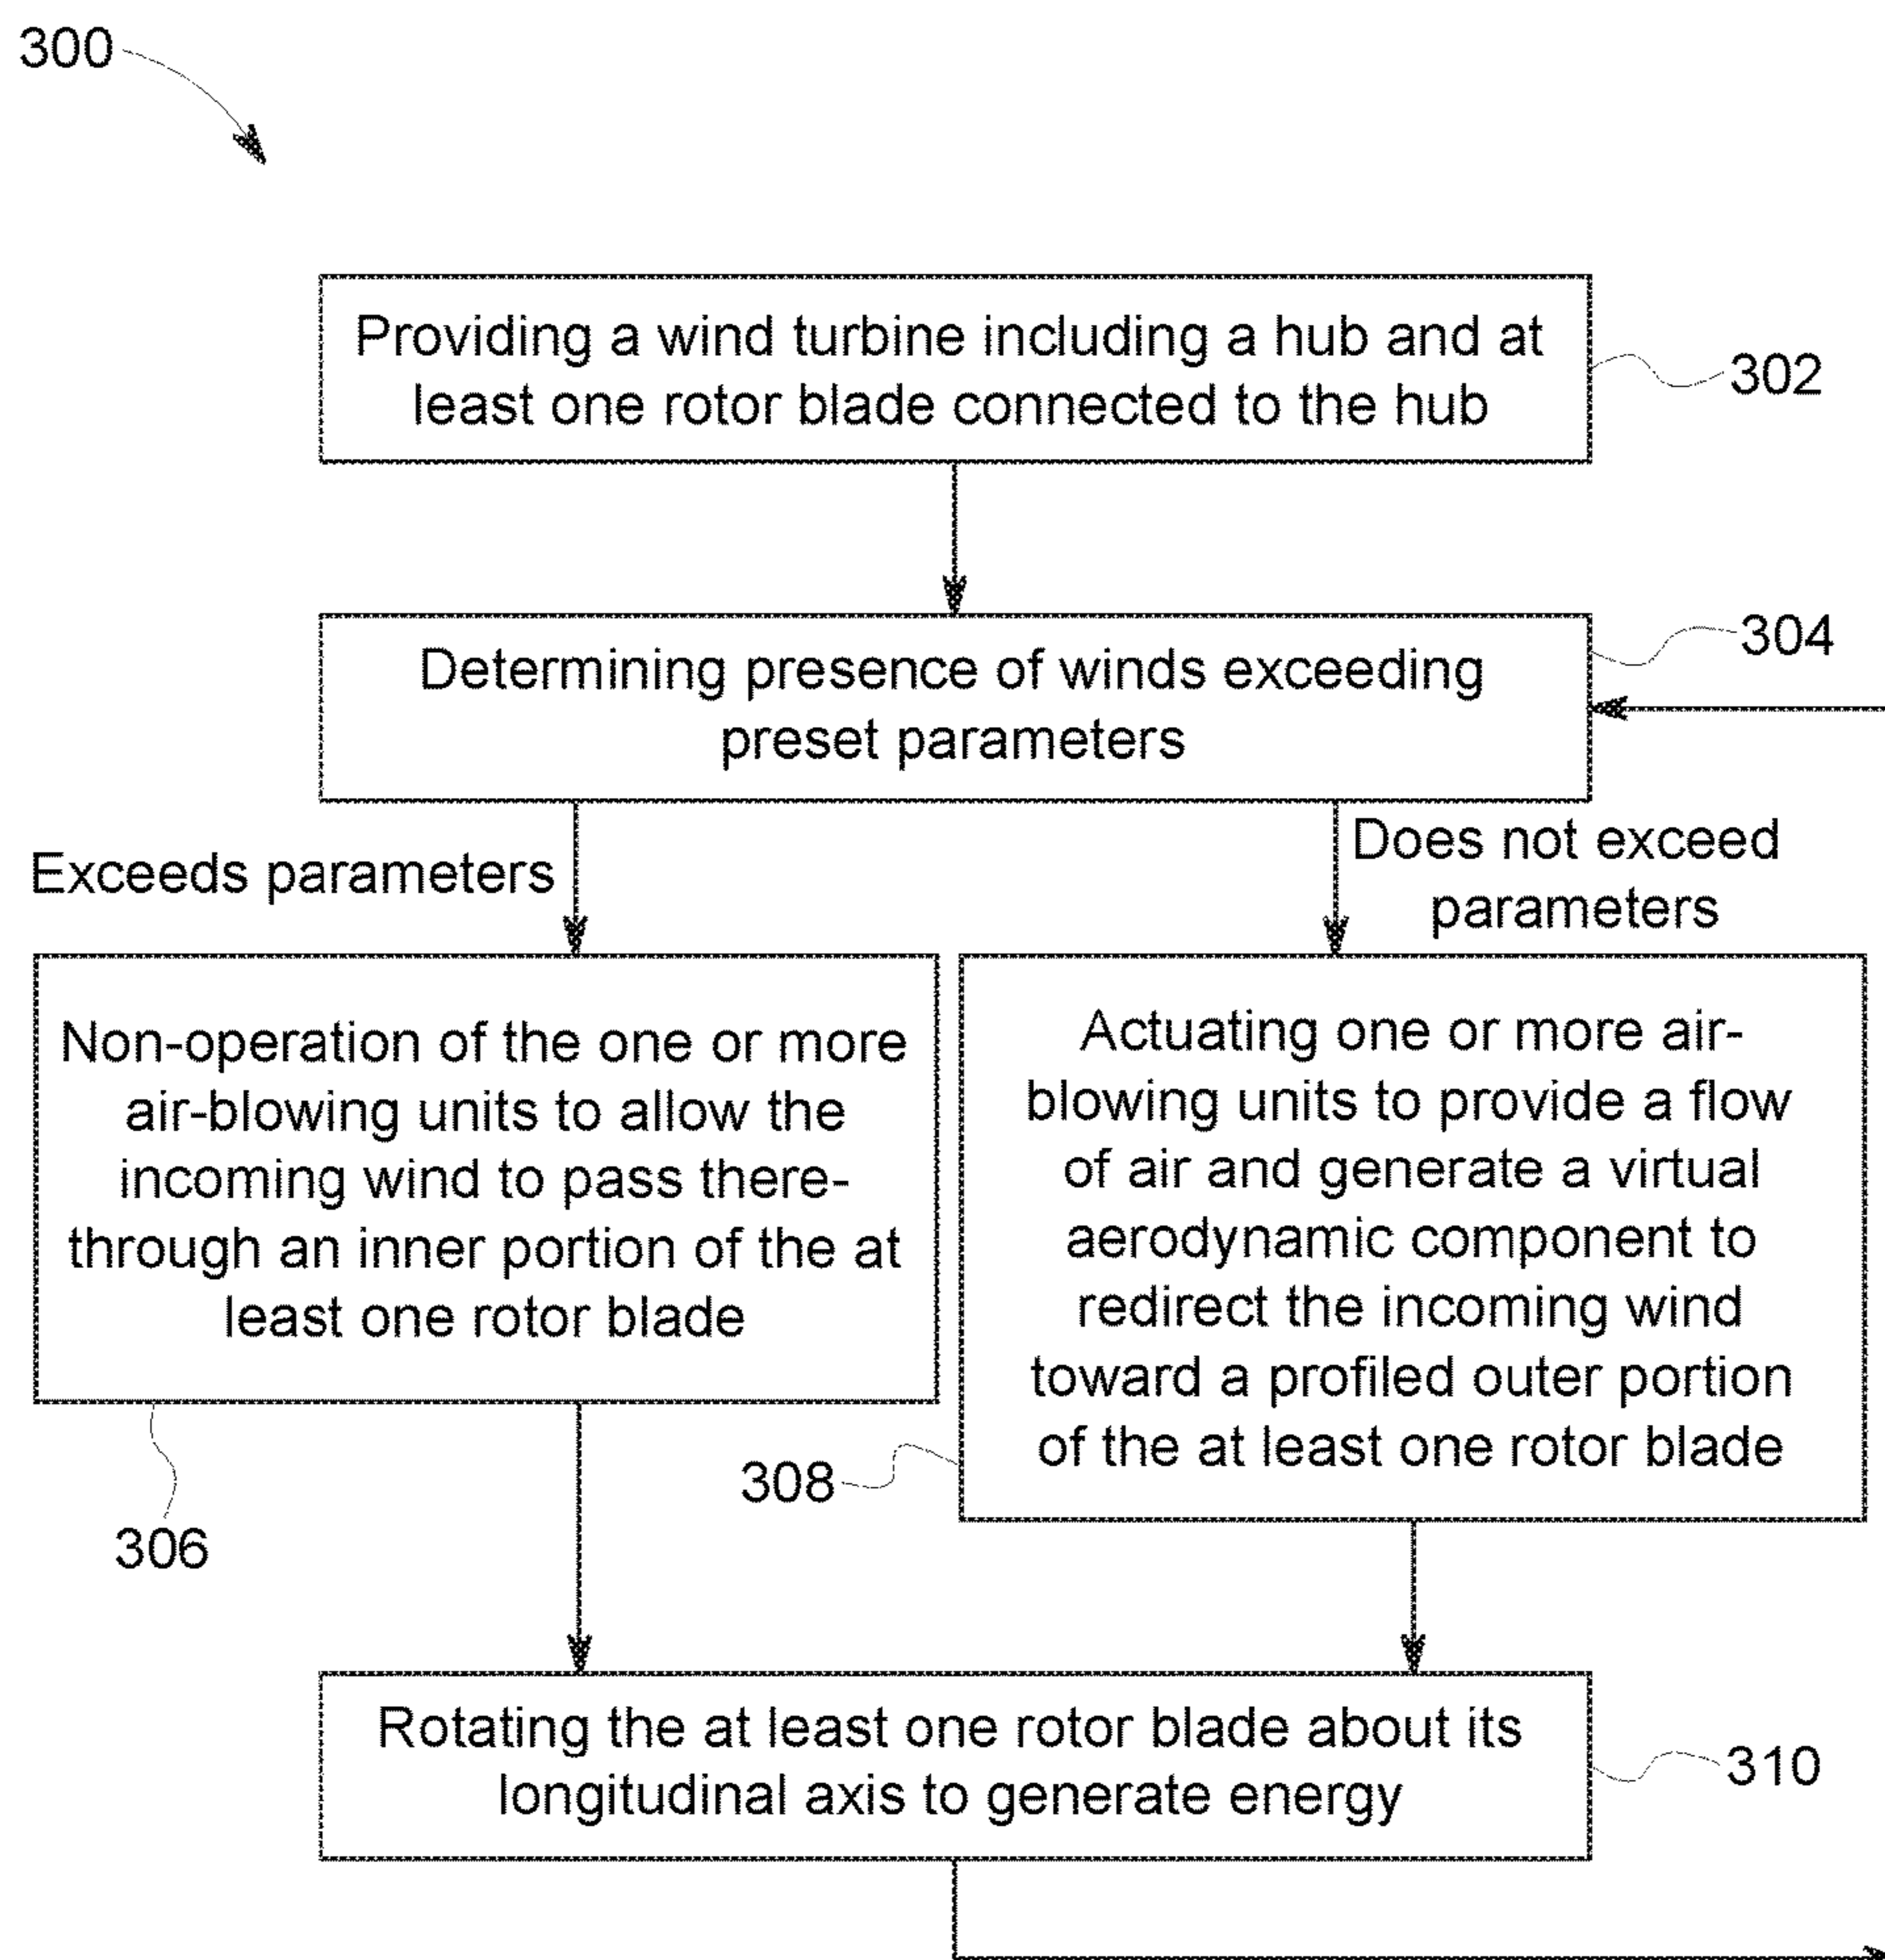 300
Providing a wind turbine including a hub and at
least one rotor blade connected to the hub
302
Determining presence of winds exceeding
preset parameters
304
Exceeds parameters
Does not exceed
parameters
Non-operation of the one or more
air-blowing units to allow the
incoming wind to pass there-
through an inner portion of the at
least one rotor blade
306
Actuating one or more air-
blowing units to provide a flow
of air and generate a virtual
aerodynamic component to
redirect the incoming wind
toward a profiled outer portion
of the at least one rotor blade
308
Rotating the at least one rotor blade about its
longitudinal axis to generate energy
310